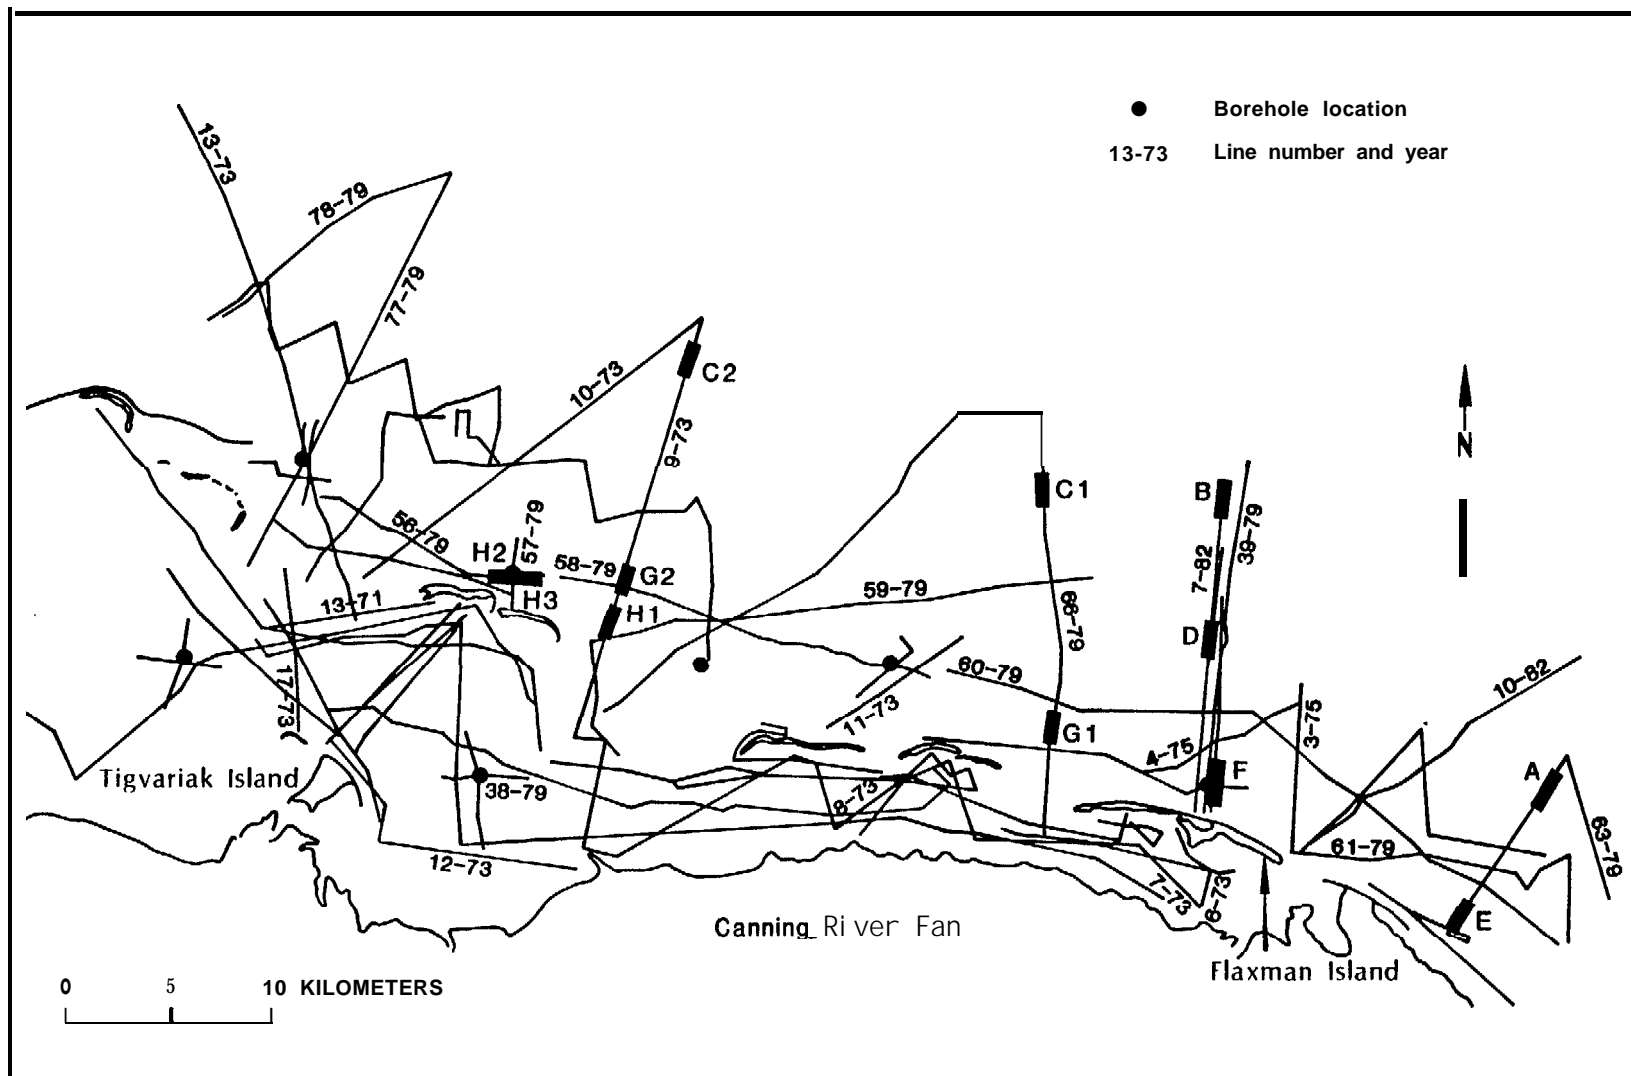 Borehole location
13-73 Line number and year
13-73
78-79
77-79
10-73
C2
9-73
C1
B
N
56-79
57-79
39-79
H2
58-79
G2
7-82
59-79
H3
13-71
H1
66-79
D
60-79
10-82
17-73
11-73
G1
3-75
4-75
Tigvariak Island
F
A
38-79
8-73
63-79
61-79
12-73
7-73
6-73
E
Canning River Fan
Flaxman Island
0 5 10 KILOMETERS